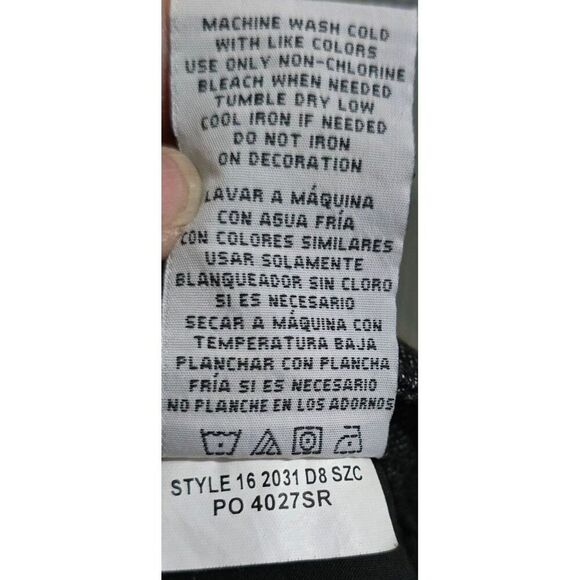 MACHINE WASH COLD
WITH LIKE COLORS
USE ONLY NON-CHLORINE
BLEACH WHEN NEEDED
TUMBLE DRY LOW
COOL IRON IF NEEDED
DO NOT IRON
ON DECORATION
LAVAR A MÁQUINA
CON AGUA FRÍA
CON COLORES SIMILARES
USAR SOLAMENTE
BLANQUEADOR SIN CLORO
SI ES NECESARIO
SECAR A MÁQUINA CON
TEMPERATURA BAJA
PLANCHAR CON PLANCHA
FRÍA SI ES NECESARIO
NO PLANCHE EN LOS ADORNOS
STYLE 16 2031 D8 SZC
PO 4027SR